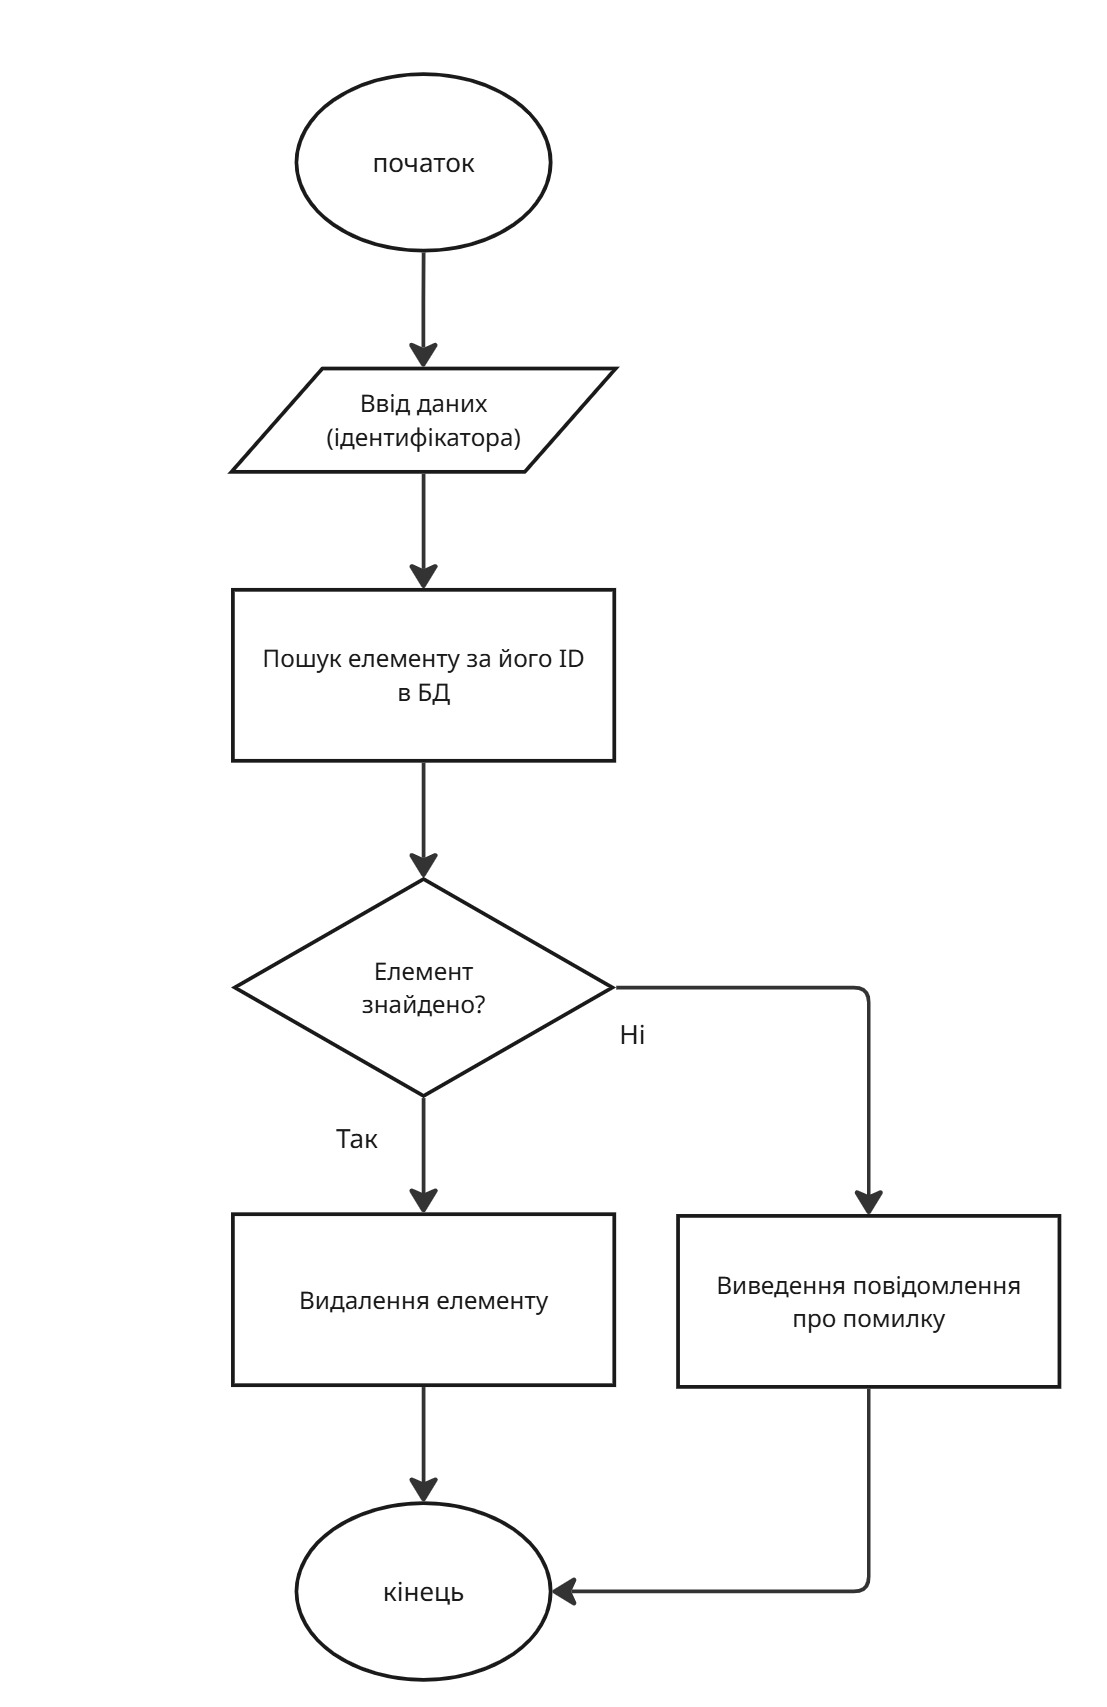 початок
Ввід даних
(ідентифікатора)
Пошук елементу за його ID
в БД
Елемент
знайдено?
Ні
Так
Видалення елементу
Виведення повідомлення
про помилку
кінець